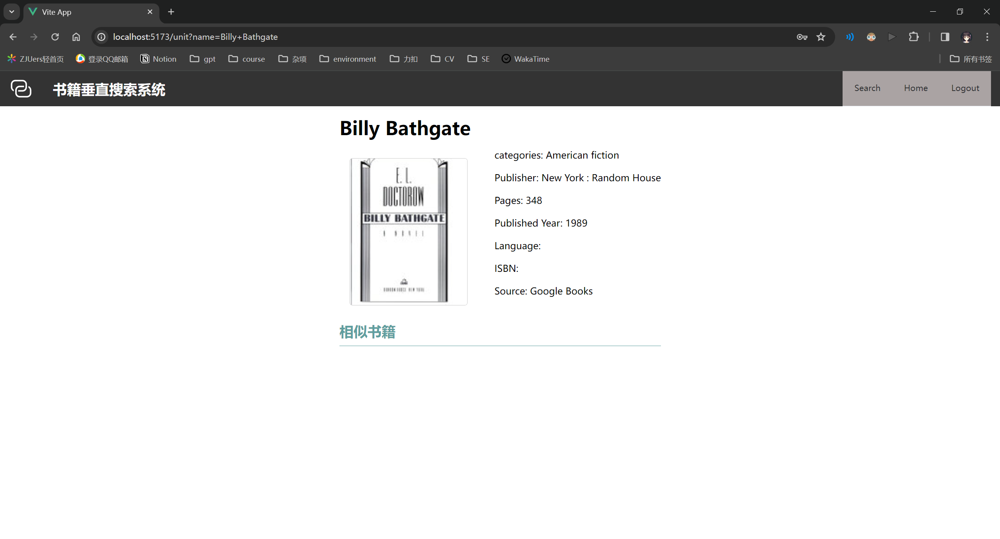 Vite App
localhost:5173/unit?name=Billy+Bathgate
ZJUers轻首页
登录QQ邮箱
Notion
gpt
course
杂项
environment
力扣
CV
SE
WakaTime
所有书签
书籍垂直搜索系统
Search
Home
Logout
Billy Bathgate
E. L.
DOCTOROW
BILLY BATHGATE
A NOVEL
categories: American fiction
Publisher: New York : Random House
Pages: 348
Published Year: 1989
Language:
ISBN:
Source: Google Books
相似书籍